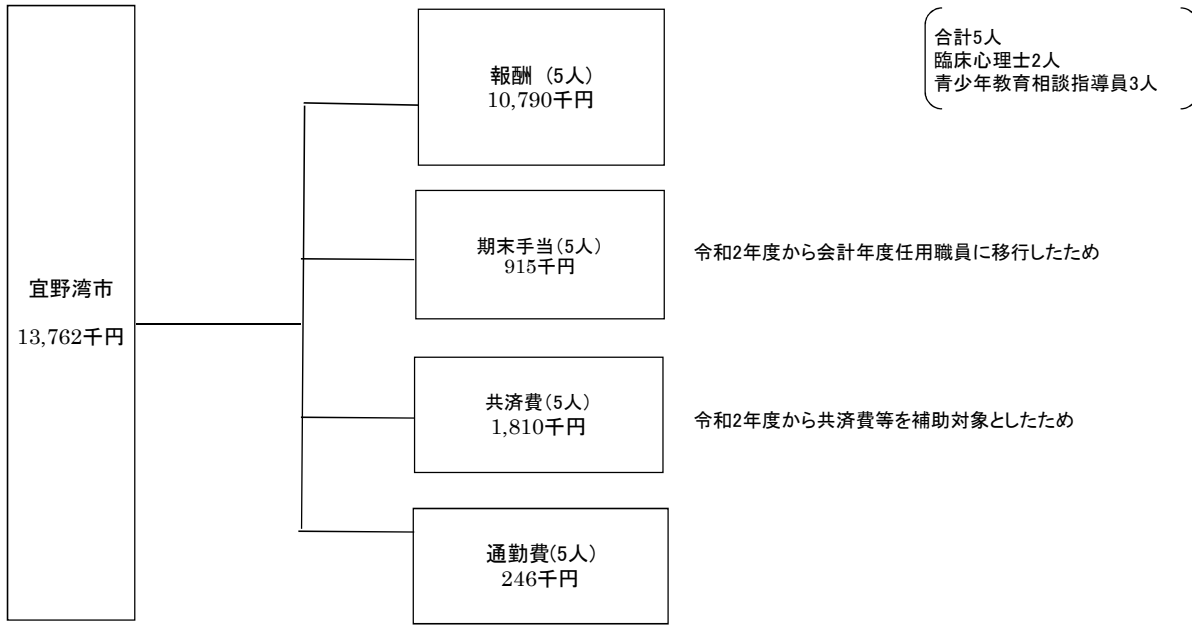 宜野湾市
13,762千円
報酬 (5人)
10,790千円
合計5人
臨床心理士2人
青少年教育相談指導員3人
期末手当(5人)
915千円
令和2年度から会計年度任用職員に移行したため
共済費(5人)
1,810千円
令和2年度から共済費等を補助対象としたため
通勤費(5人)
246千円